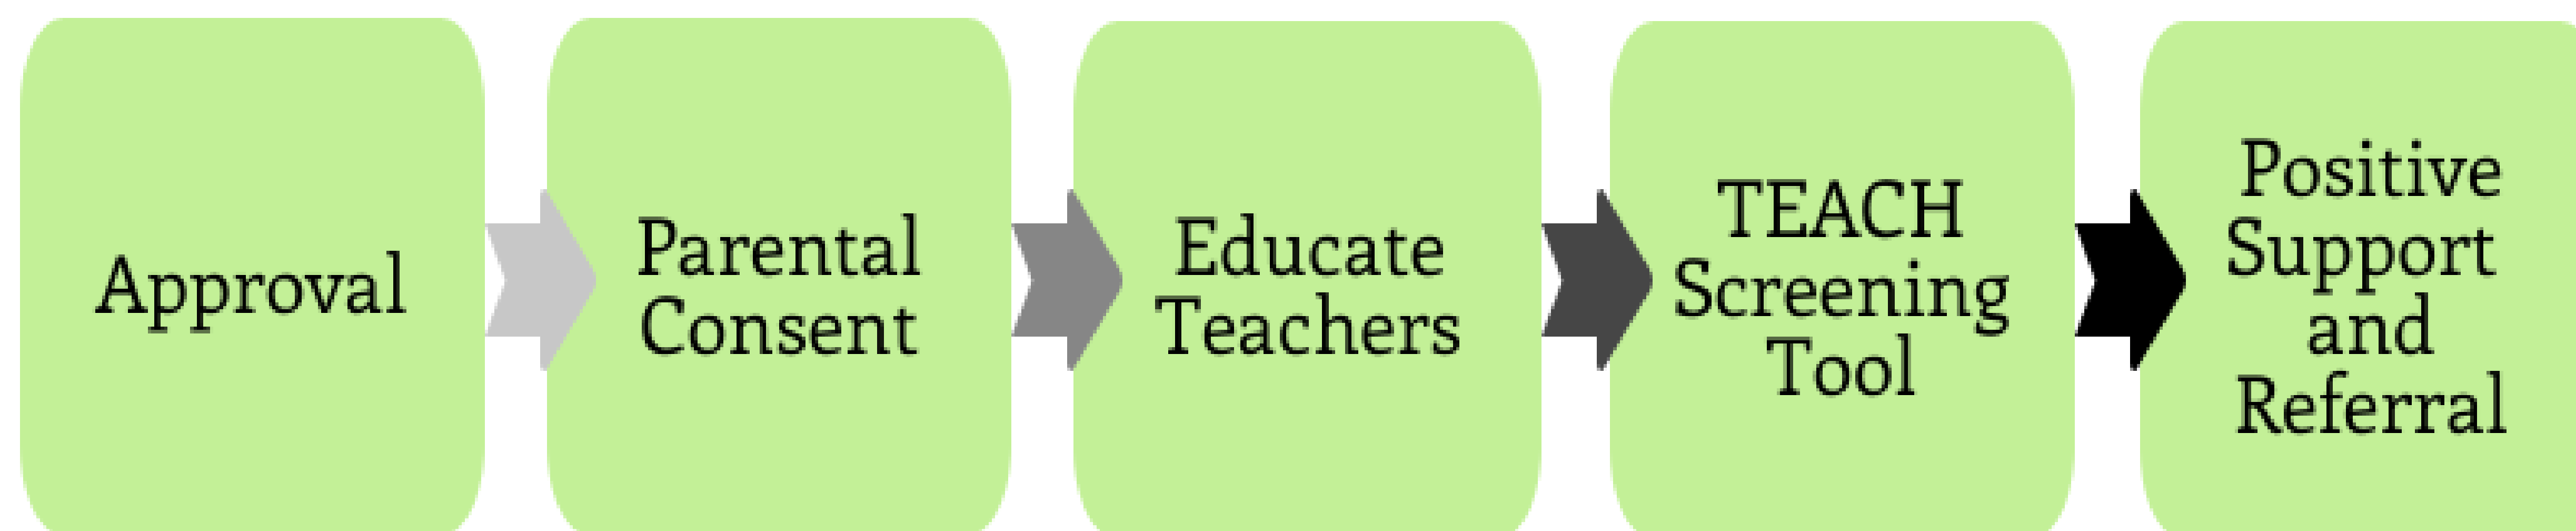 Approval
Parental
Consent
Educate
Teachers
TEACH
Screening
Tool
Positive
Support
and
Referral